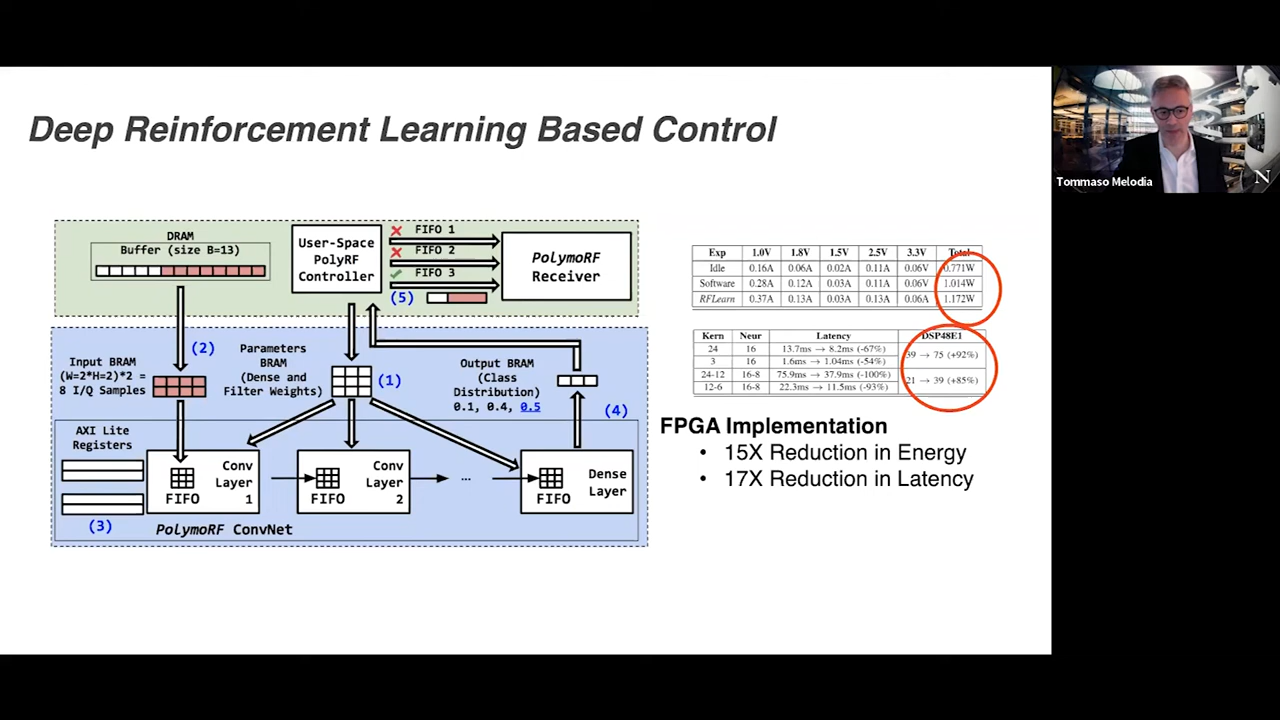 Deep Reinforcement Learning Based Control
Tommaso Melodia
N
DRAM
Buffer (size B=13)
User-Space
PolyRF
Controller
FIFO 1
FIFO 2
FIFO 3
(5)
PolymoRF
Receiver
(2)
Input BRAM
(W=2*H=2)*2 =
8 I/Q Samples
Parameters
BRAM
(Dense and
Filter Weights)
(1)
Output BRAM
(Class
Distribution)
0.1, 0.4, 0.5
(4)
AXI Lite
Registers
(3)
FIFO
Conv
Layer
1
FIFO
Conv
Layer
2
...
FIFO
Dense
Layer
PolymoRF ConvNet
Exp 1.0V 1.8V 1.5V 2.5V 3.3V Total
Idle 0.16A 0.06A 0.02A 0.11A 0.06V 0.771W
Software 0.28A 0.12A 0.03A 0.11A 0.06V 1.014W
RFLearn 0.37A 0.13A 0.03A 0.13A 0.06A 1.172W
Kern Neur Latency DSP48E1
24 16 13.7ms → 8.2ms (-67%)
39 → 75 (+92%)
3 16 1.6ms → 1.04ms (-54%)
24-12 16-8 75.9ms → 37.9ms (-100%)
21 → 39 (+85%)
12-6 16-8 22.3ms → 11.5ms (-93%)
FPGA Implementation
• 15X Reduction in Energy
• 17X Reduction in Latency